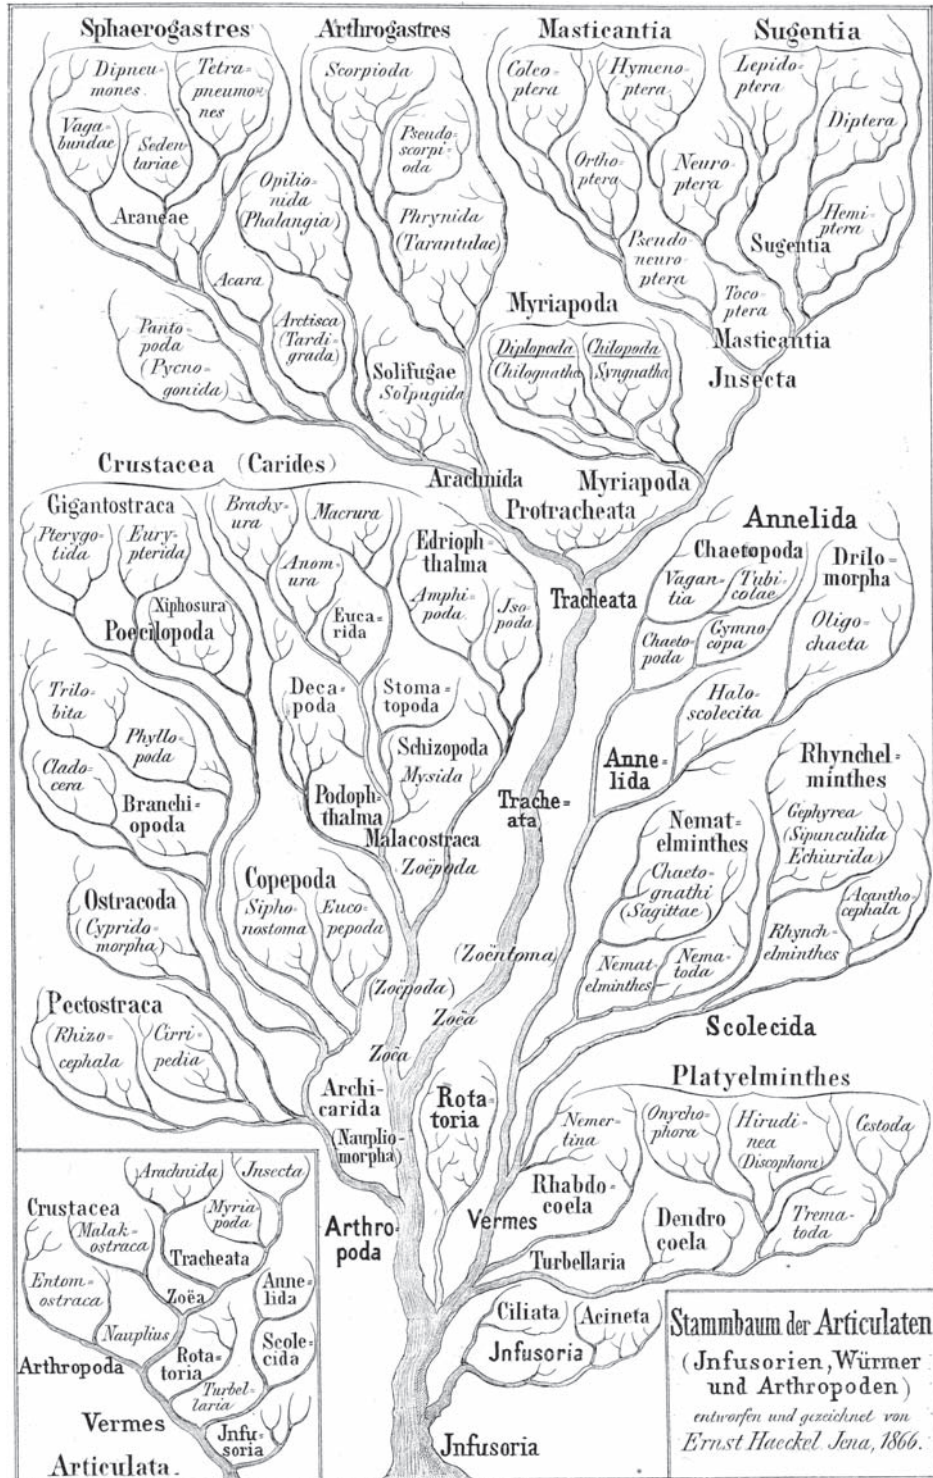 Sphaerogastres
Dipneu=
mones.
Tetra=
pneumo=
nes
Vaga=
bundae
Seden=
tariae
Araneae
Opilio=
nida
(Phalangia)
Acara
Arctisca
(Tardi=
grada)
Panto=
poda
(Pycno=
gonida)
Arthrogastres
Scorpioda
Pseudo=
scorpi=
oda
Phrynida
(Tarantulae)
Solifugae
Solpugida
Arachnida
Masticantia
Coleo=
ptera
Hymeno=
ptera
Ortho=
ptera
Neuro=
ptera
Pseudo=
neuro=
ptera
Toco=
ptera
Masticantia
Sugentia
Lepido=
ptera
Diptera
Hemi=
ptera
Sugentia
Jnsecta
Myriapoda
Diplopoda
Chilognatha
Chilopoda
Syngnatha
Myriapoda
Protracheata
Tracheata
Crustacea (Carides)
Gigantostraca
Pterygo=
tida
Eury=
pterida
Xiphosura
Poecilopoda
Brachy=
ura
Macrura
Anom=
ura
Euca=
rida
Edrioph=
thalma
Amphi=
poda.
Jso=
poda
Deca=
poda
Stoma=
topoda
Schizopoda
Mysida
Podoph=
thalma
Malacostraca
Zoëpoda
Trilo=
bita
Phyllo=
poda
Clado=
cera
Branchi=
opoda
Ostracoda
(Cyprido=
morpha)
Copepoda
Sipho=
nostoma
Euco=
pepoda
Pectostraca
(Rhizo=
cephala
Cirri=
pedia)
Archi=
carida
(Nauplio=
morpha)
(Zoëpoda)
Zoëa
Trache=
ata
(Zoëntoma)
Zoëa
Annelida
Chaetopoda
Vagan=
tia
Tubi=
colae
Chaeto=
poda
Gymno=
copa
Drilo=
morpha
Oligo=
chaeta
Halo=
scolecita
Anne=
lida
Rhynchel=
minthes
Gephyrea
(Sipunculida
Echiurida)
Acantho=
cephala
Rhynch=
elminthes
Nemat=
elminthes
Chaeto=
gnathi
(Sagittae)
Nemat=
elminthes
Nema=
toda
Scolecida
Platyelminthes
Nemer=
tina
Onycho=
phora
Hirudi=
nea
(Discophora)
Cestoda
Rhabdo=
coela
Dendro
coela
Trema=
toda
Turbellaria
Rota=
toria
Vermes
Arthro=
poda
Ciliata
Acineta
Jnfusoria
Jnfusoria
Arachnida
Jnsecta
Crustacea
Malak=
ostraca
Myria=
poda
Tracheata
Entom=
ostraca
Zoëa
Anne=
lida
Nauplius
Arthropoda
Rota=
toria
Scole=
cida
Turbel=
laria
Vermes
Jnfu=
soria
Articulata.
Stammbaum der Articulaten
(Jnfusorien, Würmer
und Arthropoden)
entworfen und gezeichnet von
Ernst Haeckel Jena, 1866.